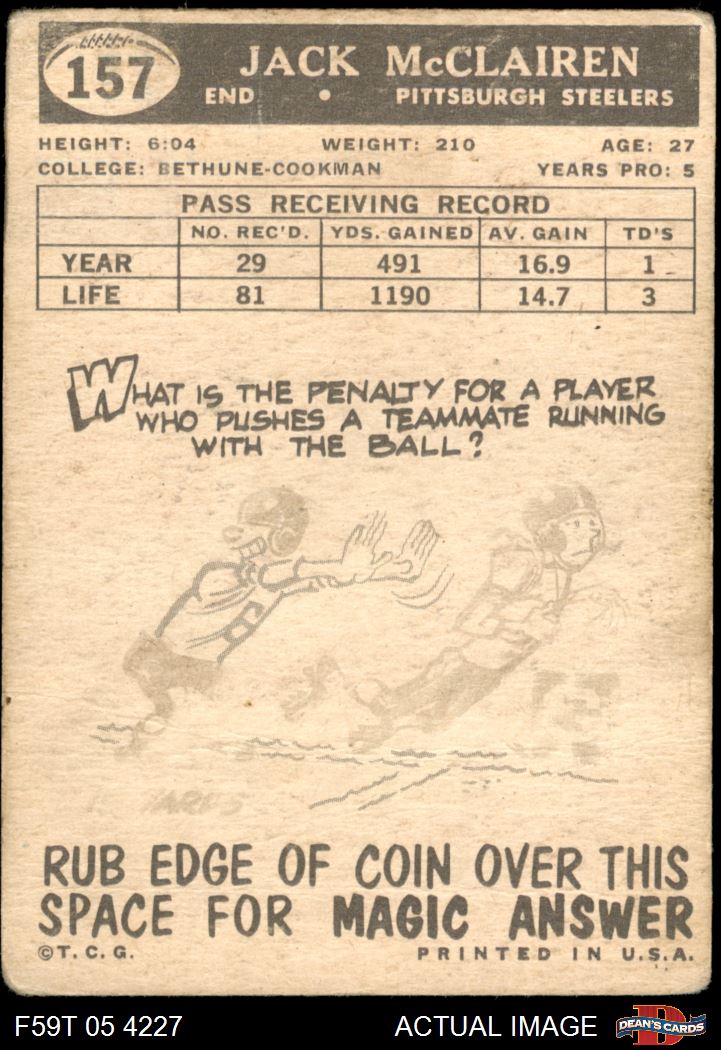 157
JACK McCLAIREN
END • PITTSBURGH STEELERS
HEIGHT: 6:04 WEIGHT: 210 AGE: 27
COLLEGE: BETHUNE-COOKMAN YEARS PRO: 5
PASS RECEIVING RECORD
NO. REC'D. YDS. GAINED AV. GAIN TD'S
YEAR 29 491 16.9 1
LIFE 81 1190 14.7 3
WHAT IS THE PENALTY FOR A PLAYER
WHO PUSHES A TEAMMATE RUNNING
WITH THE BALL?
RUB EDGE OF COIN OVER THIS
SPACE FOR MAGIC ANSWER
©T. C. G. PRINTED IN U.S.A.
F59T 05 4227 ACTUAL IMAGE DEAN'S CARDS